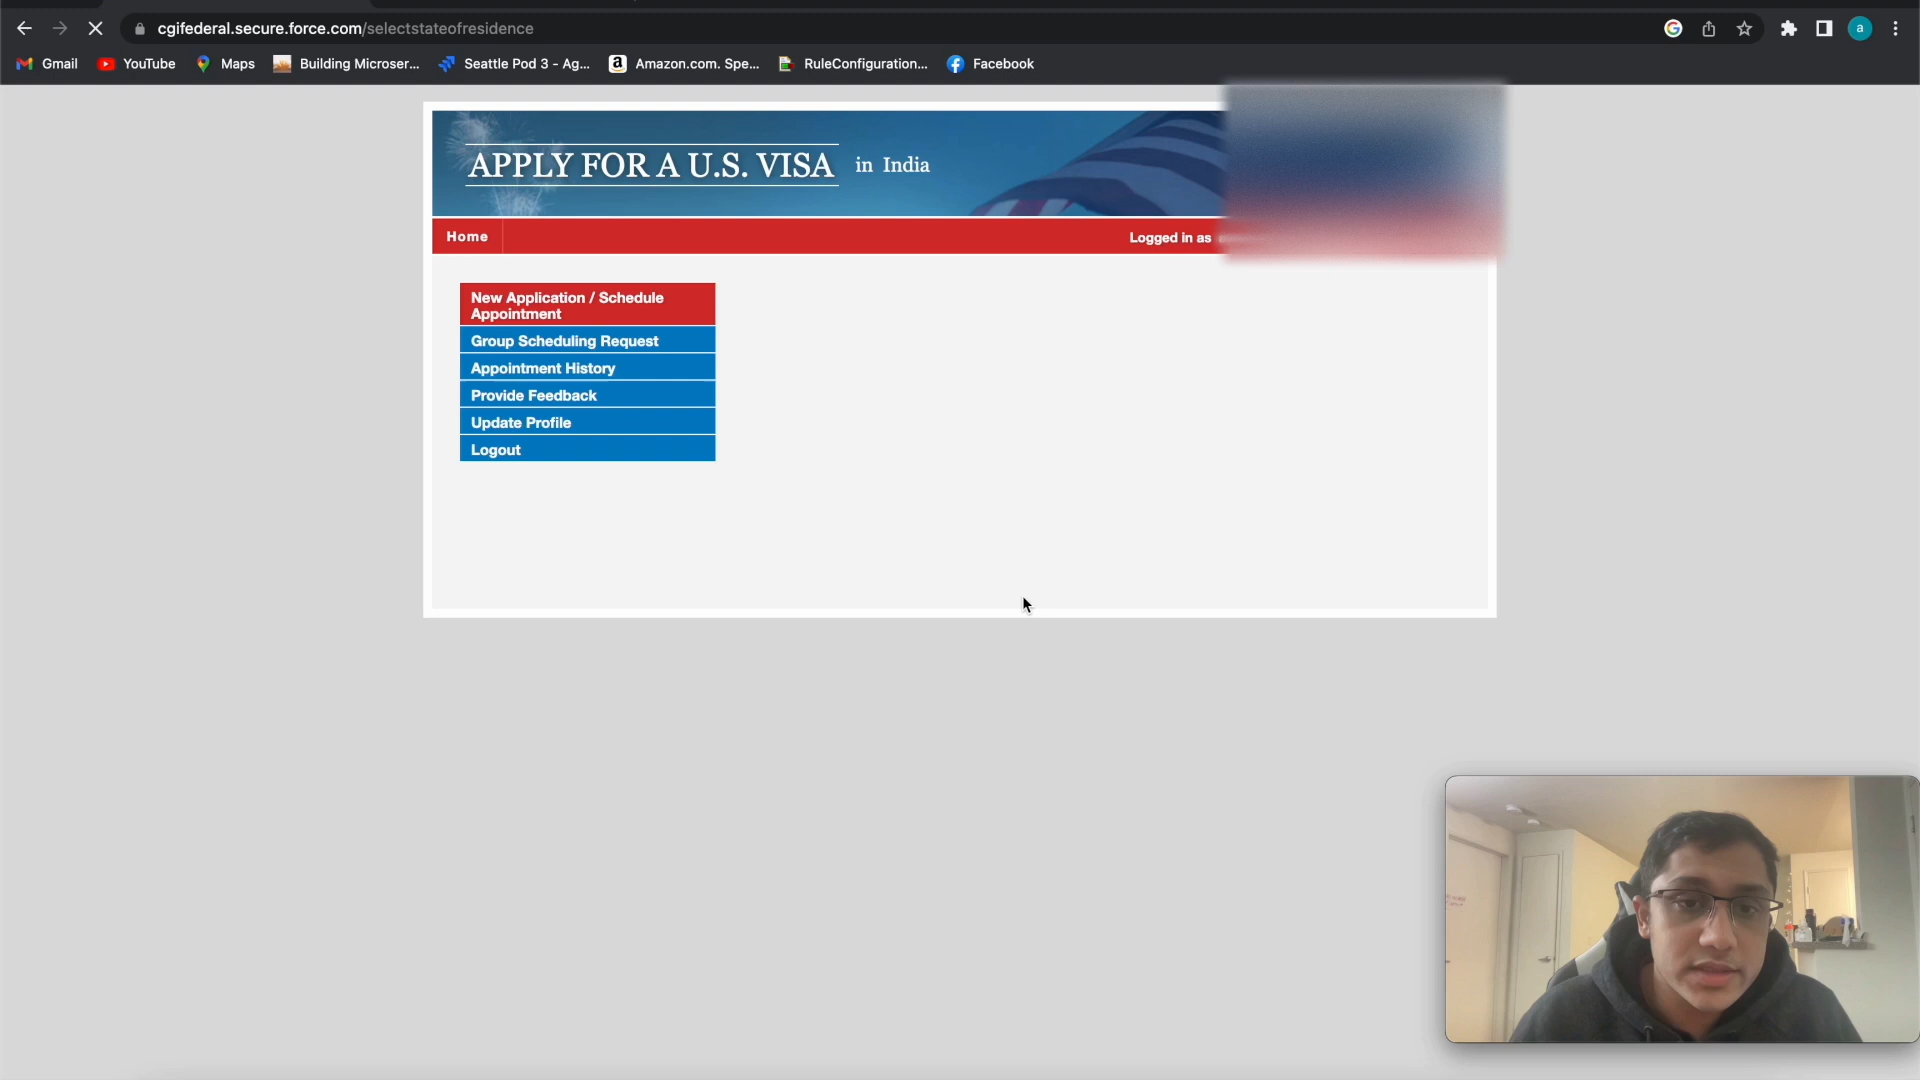 cgifederal.secure.force.com/selectstateofresidence
a
Gmail
YouTube
Maps
Building Microser...
Seattle Pod 3 - Ag...
Amazon.com. Spe...
RuleConfiguration...
Facebook
APPLY FOR A U.S. VISA in India
Home
Logged in as
New Application / Schedule
Appointment
Group Scheduling Request
Appointment History
Provide Feedback
Update Profile
Logout